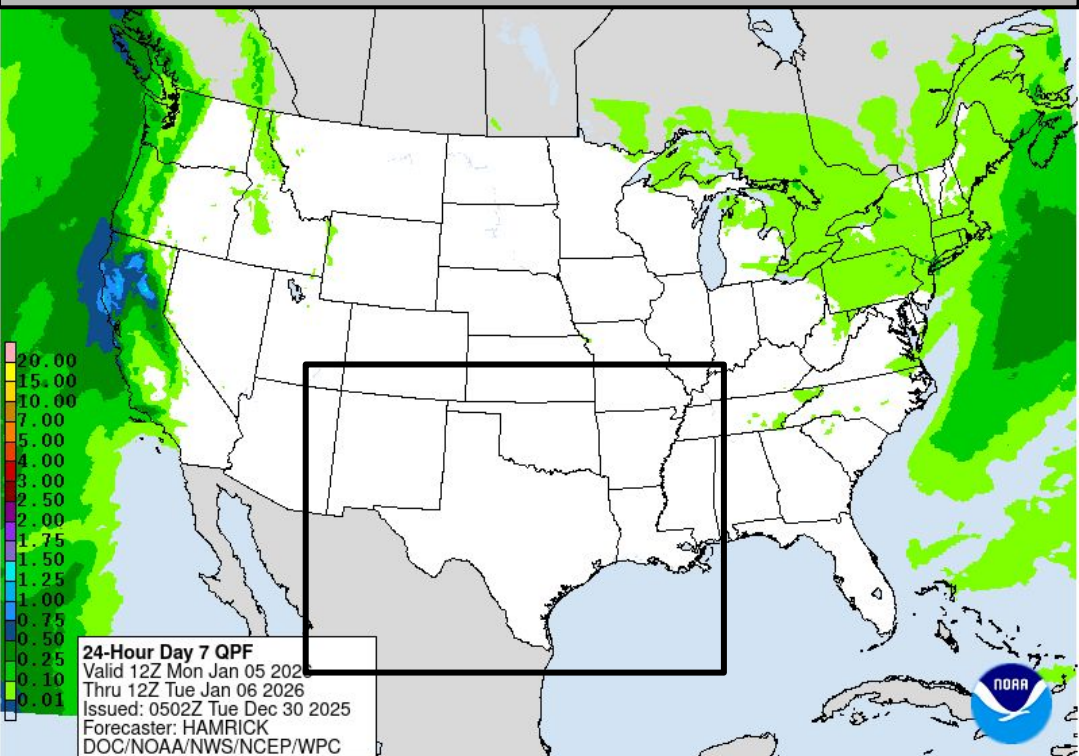 20.00
15.00
10.00
7.00
5.00
4.00
3.00
2.50
2.00
1.75
1.50
1.25
1.00
0.75
0.50
0.25
0.10
0.01
24-Hour Day 7 QPF
Valid 12Z Mon Jan 05 2026
Thru 12Z Tue Jan 06 2026
Issued: 0502Z Tue Dec 30 2025
Forecaster: HAMRICK
DOC/NOAA/NWS/NCEP/WPC
NOAA